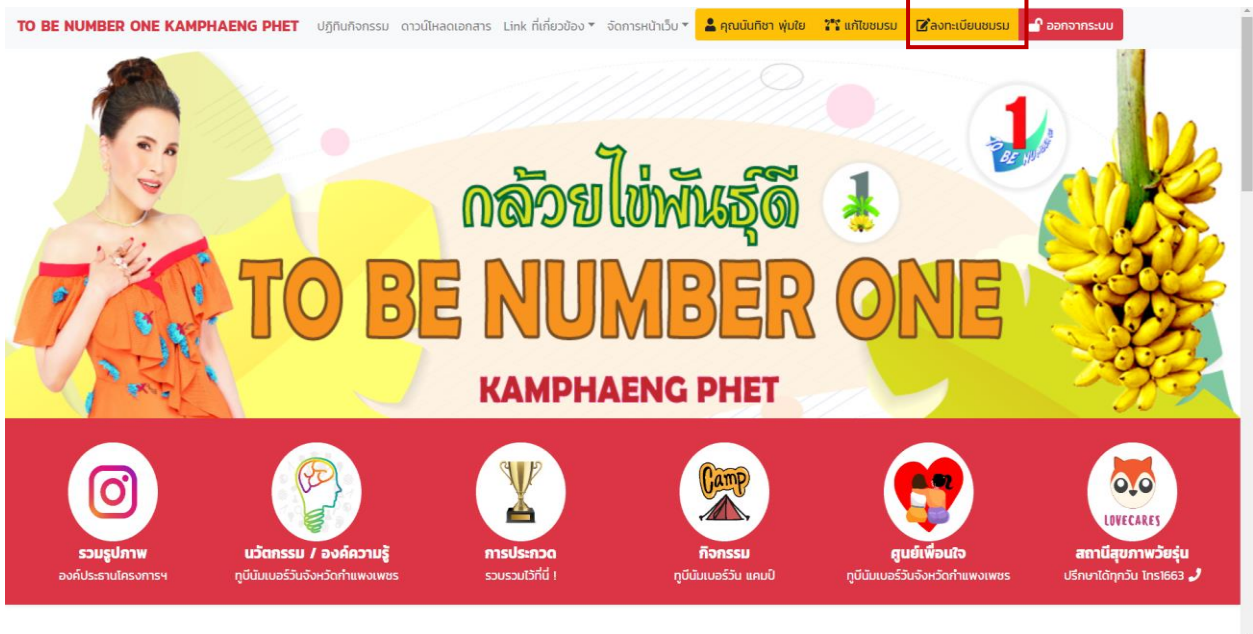 TO BE NUMBER ONE KAMPHAENG PHET ปฏิทินกิจกรรม ดาวน์โหลดเอกสาร Link ที่เกี่ยวข้อง จัดการหน้าเว็บ คุณนันทิชา พุ่มใย แก้ไขชมรม ลงทะเบียนชมรม ออกจากระบบ
1
TO BE NUMBER ONE
กล้วยไข่พันธุ์ดี 1
TO BE NUMBER ONE
KAMPHAENG PHET
Camp
LOVECARES
รวมรูปภาพ นวัตกรรม / องค์ความรู้ การประกวด กิจกรรม ศูนย์เพื่อนใจ สถานีสุขภาพวัยรุ่น
องค์ประธานโครงการฯ ทูบีนัมเบอร์วันจังหวัดกำแพงเพชร รวบรวมไว้ที่นี่ ! ทูบีนัมเบอร์วัน แคมป์ ทูบีนัมเบอร์วันจังหวัดกำแพงเพชร ปรึกษาได้ทุกวัน โทร1663